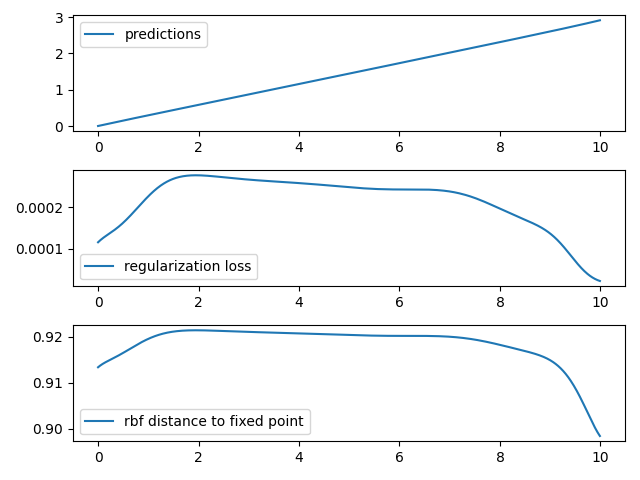 3
2
1
0
predictions
0 2 4 6 8 10
0.0002
0.0001
regularization loss
0 2 4 6 8 10
0.92
0.91
0.90
rbf distance to fixed point
0 2 4 6 8 10